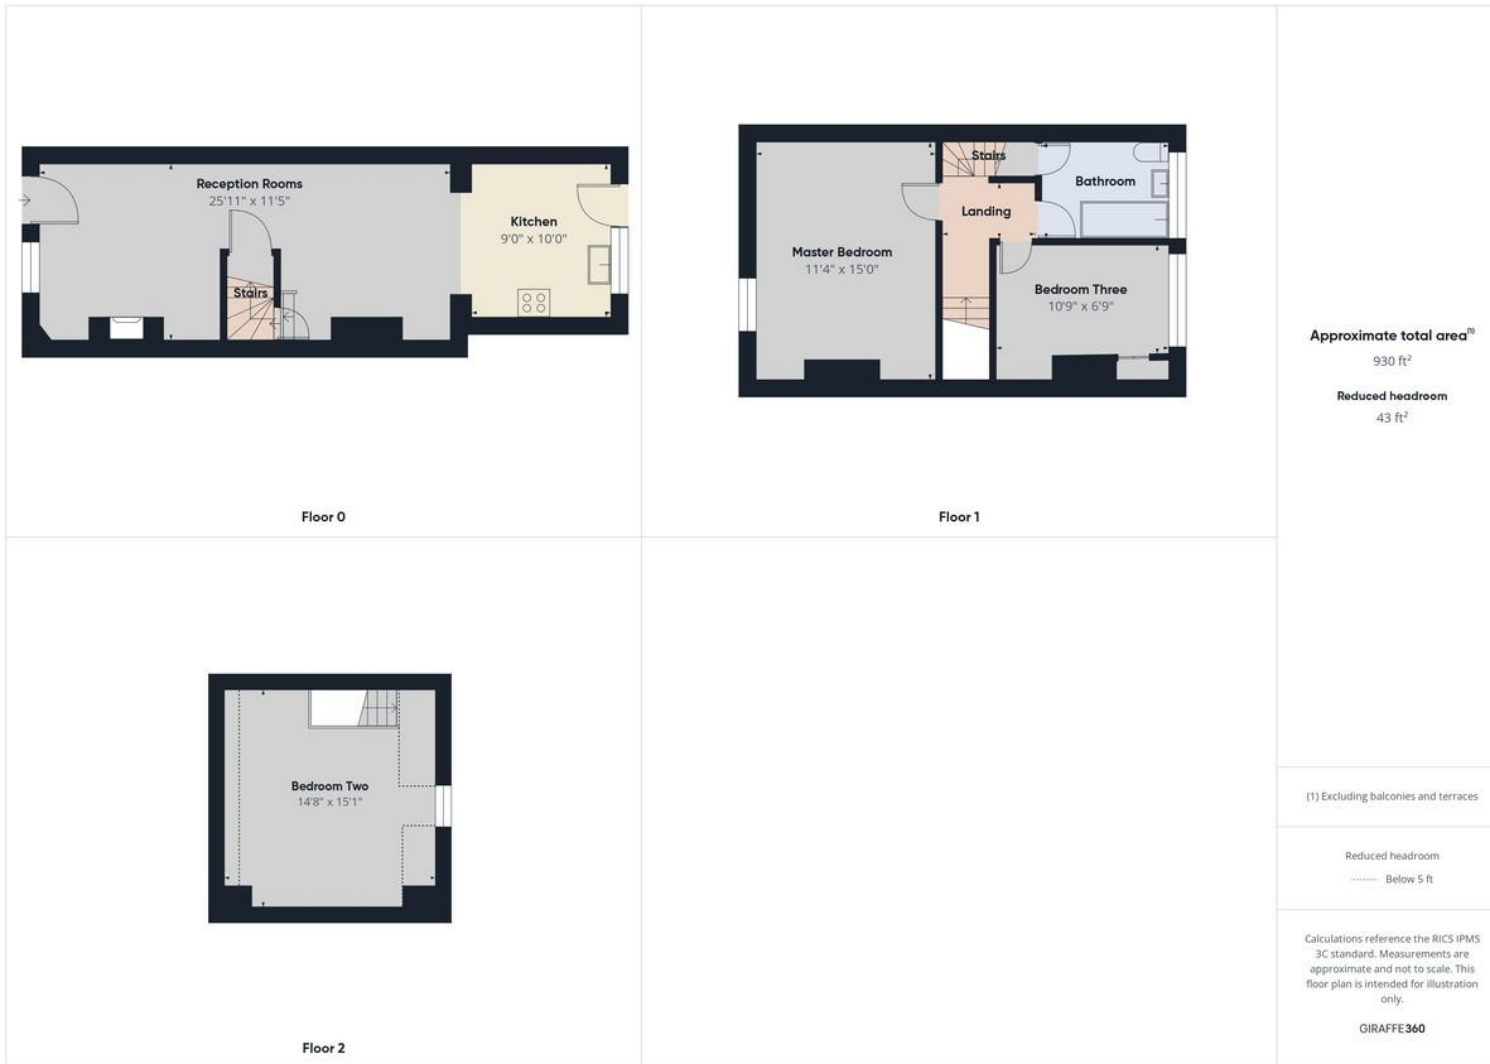 Reception Rooms
25'11" x 11'5"
Kitchen
9'0" x 10'0"
Stairs
Floor 0
Stairs
Bathroom
Landing
Master Bedroom
11'4" x 15'0"
Bedroom Three
10'9" x 6'9"
Floor 1
Bedroom Two
14'8" x 15'1"
Floor 2
Approximate total area(1)
930 ft²
Reduced headroom
43 ft²
(1) Excluding balconies and terraces
Reduced headroom
Below 5 ft
Calculations reference the RICS IPMS
3C standard. Measurements are
approximate and not to scale. This
floor plan is intended for illustration
only.
GIRAFFE360